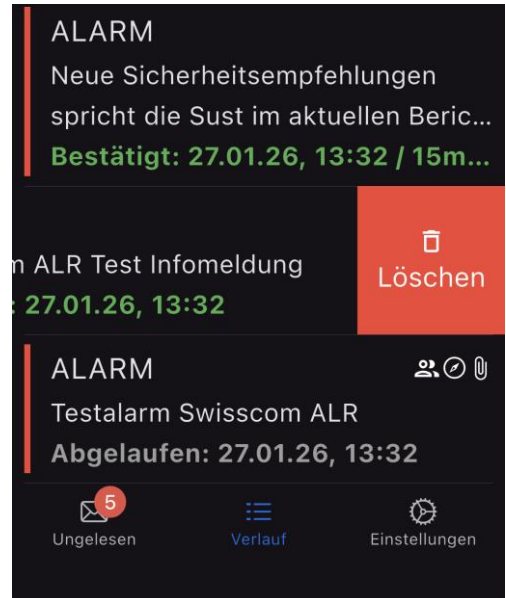 ALARM
Neue Sicherheitsempfehlungen
spricht die Sust im aktuellen Beric...
Bestätigt: 27.01.26, 13:32 / 15m...
m ALR Test Infomeldung
: 27.01.26, 13:32
Löschen
ALARM
Testalarm Swisscom ALR
Abgelaufen: 27.01.26, 13:32
5
Ungelesen
Verlauf
Einstellungen